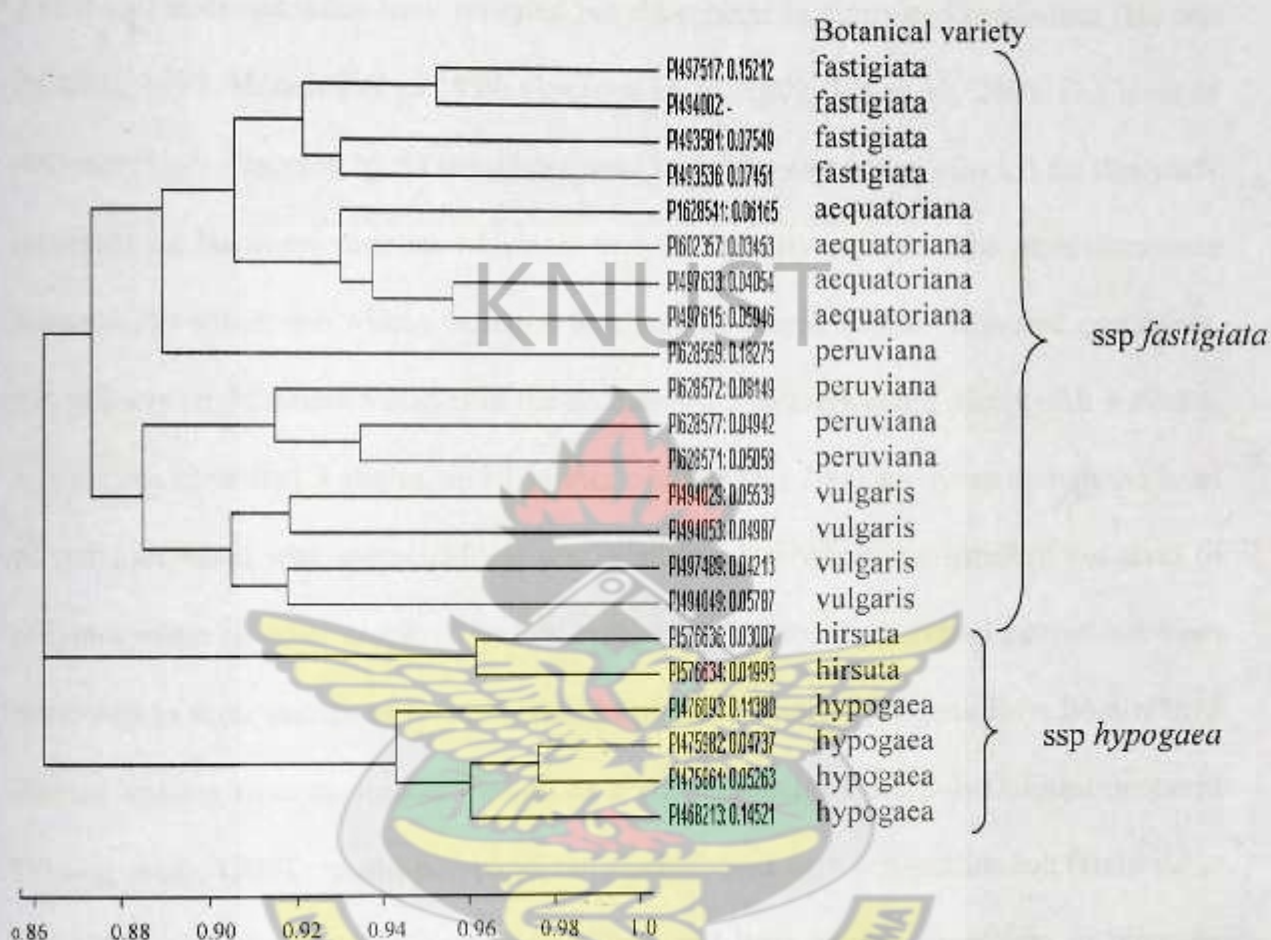 Botanical variety
PI497517: 0.15212 fastigiata
PI494002: - fastigiata
PI493581: 0.07549 fastigiata
PI493536: 0.07451 fastigiata
PI628541: 0.06165 aequatoriana
PI602357: 0.03453 aequatoriana
PI497633: 0.04054 aequatoriana
PI497615: 0.05946 aequatoriana
PI628569: 0.18275 peruviana
PI628572: 0.08149 peruviana
PI628577: 0.04942 peruviana
PI628571: 0.05058 peruviana
PI494029: 0.05539 vulgaris
PI494053: 0.04987 vulgaris
PI497489: 0.04213 vulgaris
PI494049: 0.05787 vulgaris
ssp fastigiata
PI576636: 0.03007 hirsuta
PI576634: 0.01993 hirsuta
PI476093: 0.11380 hypogaea
PI475982: 0.04737 hypogaea
PI475861: 0.05263 hypogaea
PI468213: 0.14521 hypogaea
ssp hypogaea
0.86 0.88 0.90 0.92 0.94 0.96 0.98 1.0
KNUST